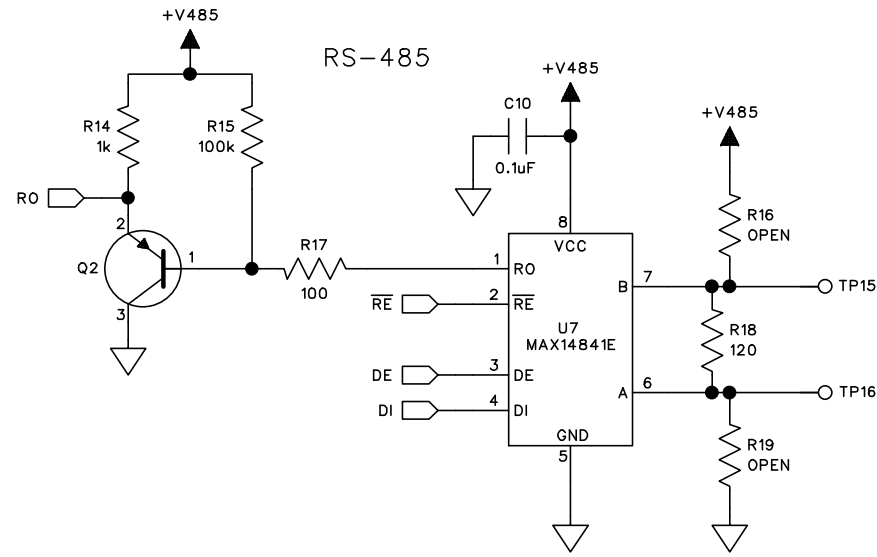 +V485
RS-485
+V485
C10
+V485
R14
1k
R15
100k
0.1uF
RO
8
VCC
R16
OPEN
2
Q2
1
R17
100
1
RO
B
7
TP15
RE
2
RE
3
U7
MAX14841E
R18
120
DE
3
DE
A
6
TP16
DI
4
DI
GND
5
R19
OPEN